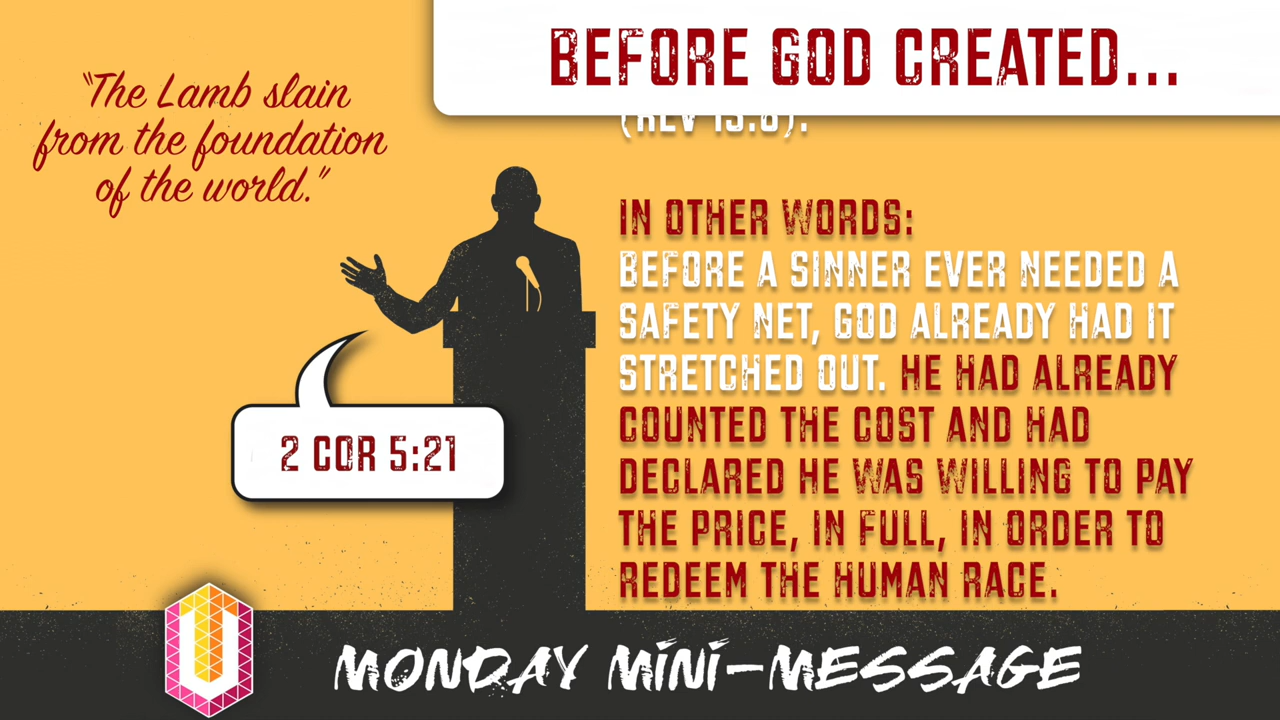 BEFORE GOD CREATED...
"The Lamb slain
from the foundation
of the world."
(REV 13:8).
IN OTHER WORDS:
BEFORE A SINNER EVER NEEDED A
SAFETY NET, GOD ALREADY HAD IT
STRETCHED OUT. HE HAD ALREADY
COUNTED THE COST AND HAD
DECLARED HE WAS WILLING TO PAY
THE PRICE, IN FULL, IN ORDER TO
REDEEM THE HUMAN RACE.
2 COR 5:21
U
MONDAY MINI-MESSAGE